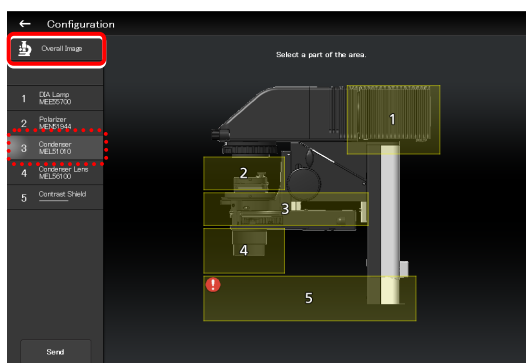 ← Configuration
Overall Image
Select a part of the area.
1 DIA Lamp
MEE55700
2 Polarizer
MEN51944
3 Condenser
MEL51010
4 Condenser Lens
MEL56100
5 Contrast Shield
1
2
3
4
!
5
Send